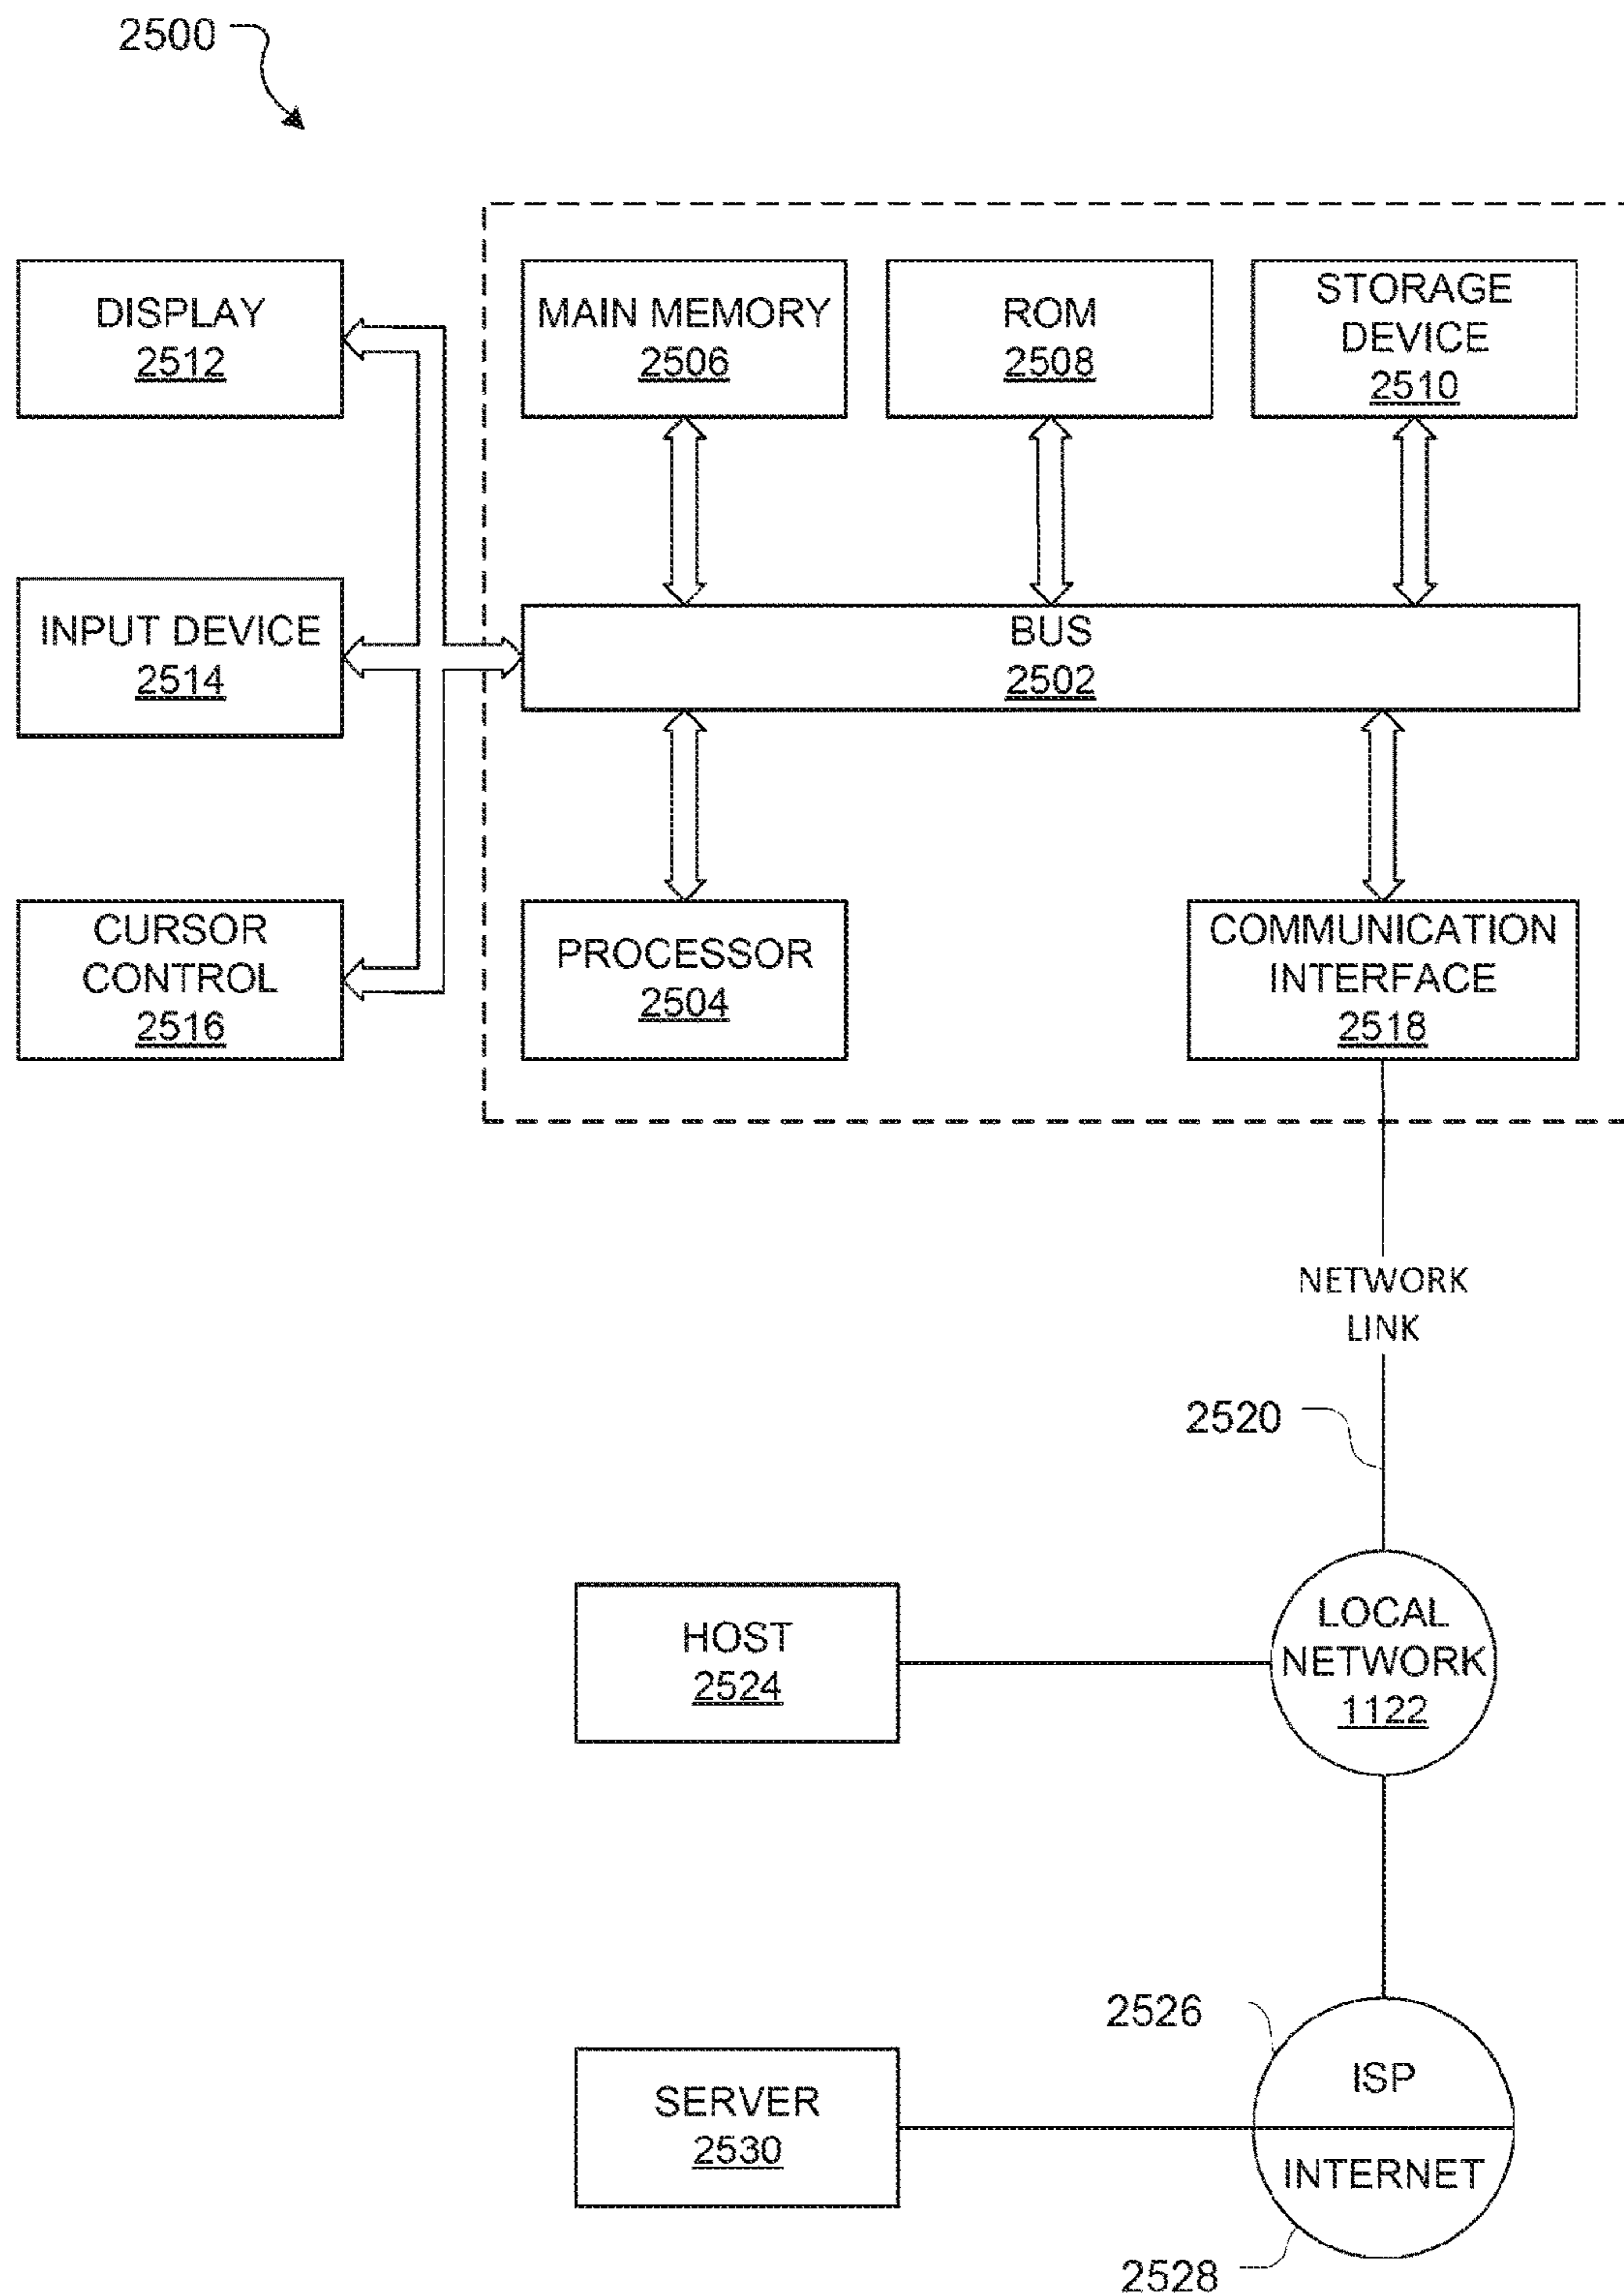 2500
DISPLAY
2512
MAIN MEMORY
2506
ROM
2508
STORAGE
DEVICE
2510
INPUT DEVICE
2514
BUS
2502
CURSOR
CONTROL
2516
PROCESSOR
2504
COMMUNICATION
INTERFACE
2518
NETWORK
LINK
2520
HOST
2524
LOCAL
NETWORK
1122
2526
ISP
SERVER
2530
INTERNET
2528